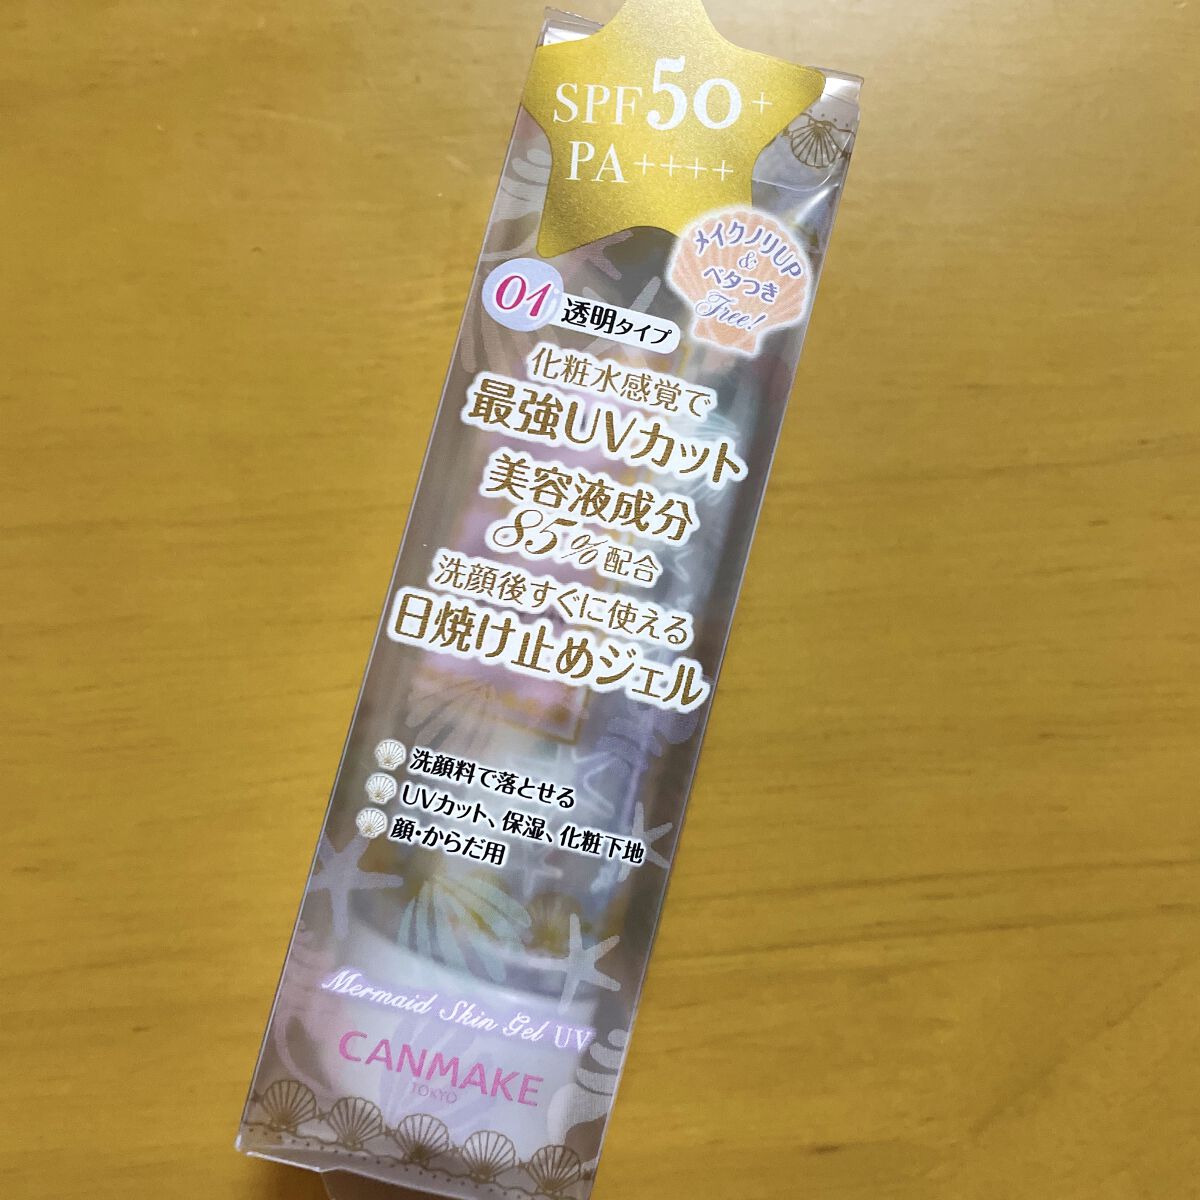 SPF50+
PA++++
メイクノリUP
&
ベタつき
Free!
01 透明タイプ
化粧水感覚で
最強UVカット
美容液成分
85%配合
洗顔後すぐに使える
日焼け止めジェル
洗顔料で落とせる
UVカット、保湿、化粧下地
顔・からだ用
Mermaid Skin Gel UV
CANMAKE
TOKYO